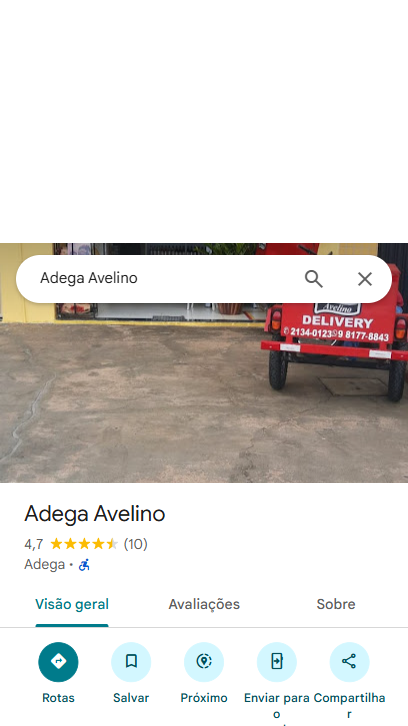 Adega Avelino
Avelino
DELIVERY
2134-0123 9 8177-8843
Adega Avelino
4,7 (10)
Adega ·
Visão geral Avaliações Sobre
Rotas Salvar Próximo Enviar para o Compartilhar